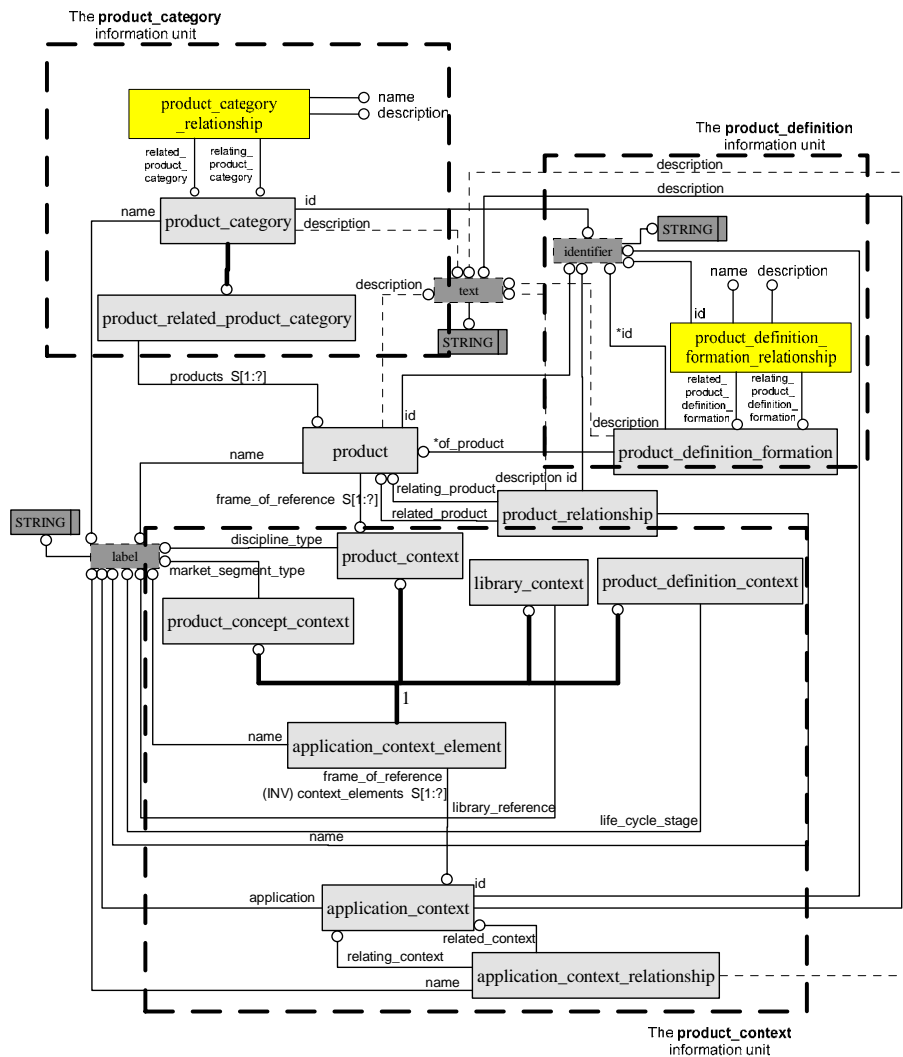 The product_category
information unit
product_category
_relationship
name
description
related_
product_
category
relating_
product_
category
The product_definition
information unit
description
description
name
id
product_category
description
identifier
STRING
name
description
description
text
id
product_related_product_category
STRING
*id
product_definition_
formation_relationship
products S[1:?]
related_
product_
definition_
formation
relating_
product_
definition_
formation
id
description
product
*of_product
product_definition_formation
name
relating_product
description id
frame_of_reference S[1:?]
related_product
product_relationship
STRING
discipline_type
label
product_context
market_segment_type
library_context
product_definition_context
product_concept_context
1
name
application_context_element
frame_of_reference
(INV) context_elements S[1:?]
library_reference
life_cycle_stage
name
id
application
application_context
related_context
relating_context
name
application_context_relationship
The product_context
information unit